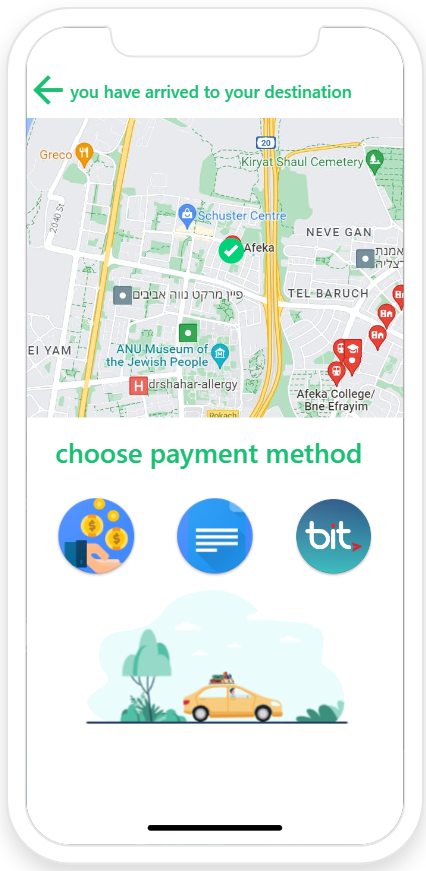 you have arrived to your destination
20
Greco
Kiryat Shaul Cemetery
2040 St
Schuster Centre
NEVE GAN
Afeka
אמנת
רצליה
פיין מרקט נווה אביבים
TEL BARUCH
EI YAM
ANU Museum of
the Jewish People
H
drshahar-allergy
Afeka College/
Bne Efrayim
Rokach
choose payment method
bit